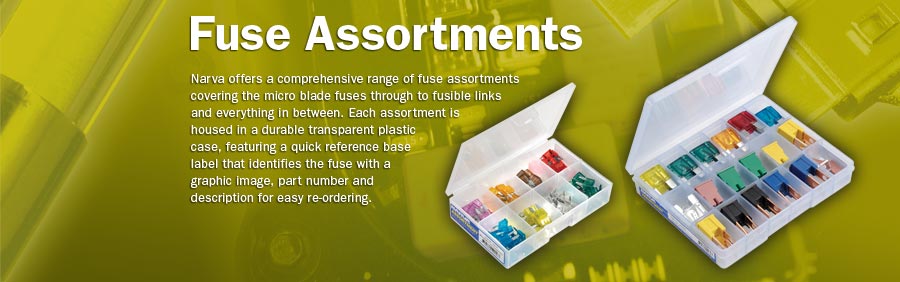 Fuse Assortments
Narva offers a comprehensive range of fuse assortments
covering the micro blade fuses through to fusible links
and everything in between. Each assortment is
housed in a durable transparent plastic
case, featuring a quick reference base
label that identifies the fuse with a
graphic image, part number and
description for easy re-ordering.